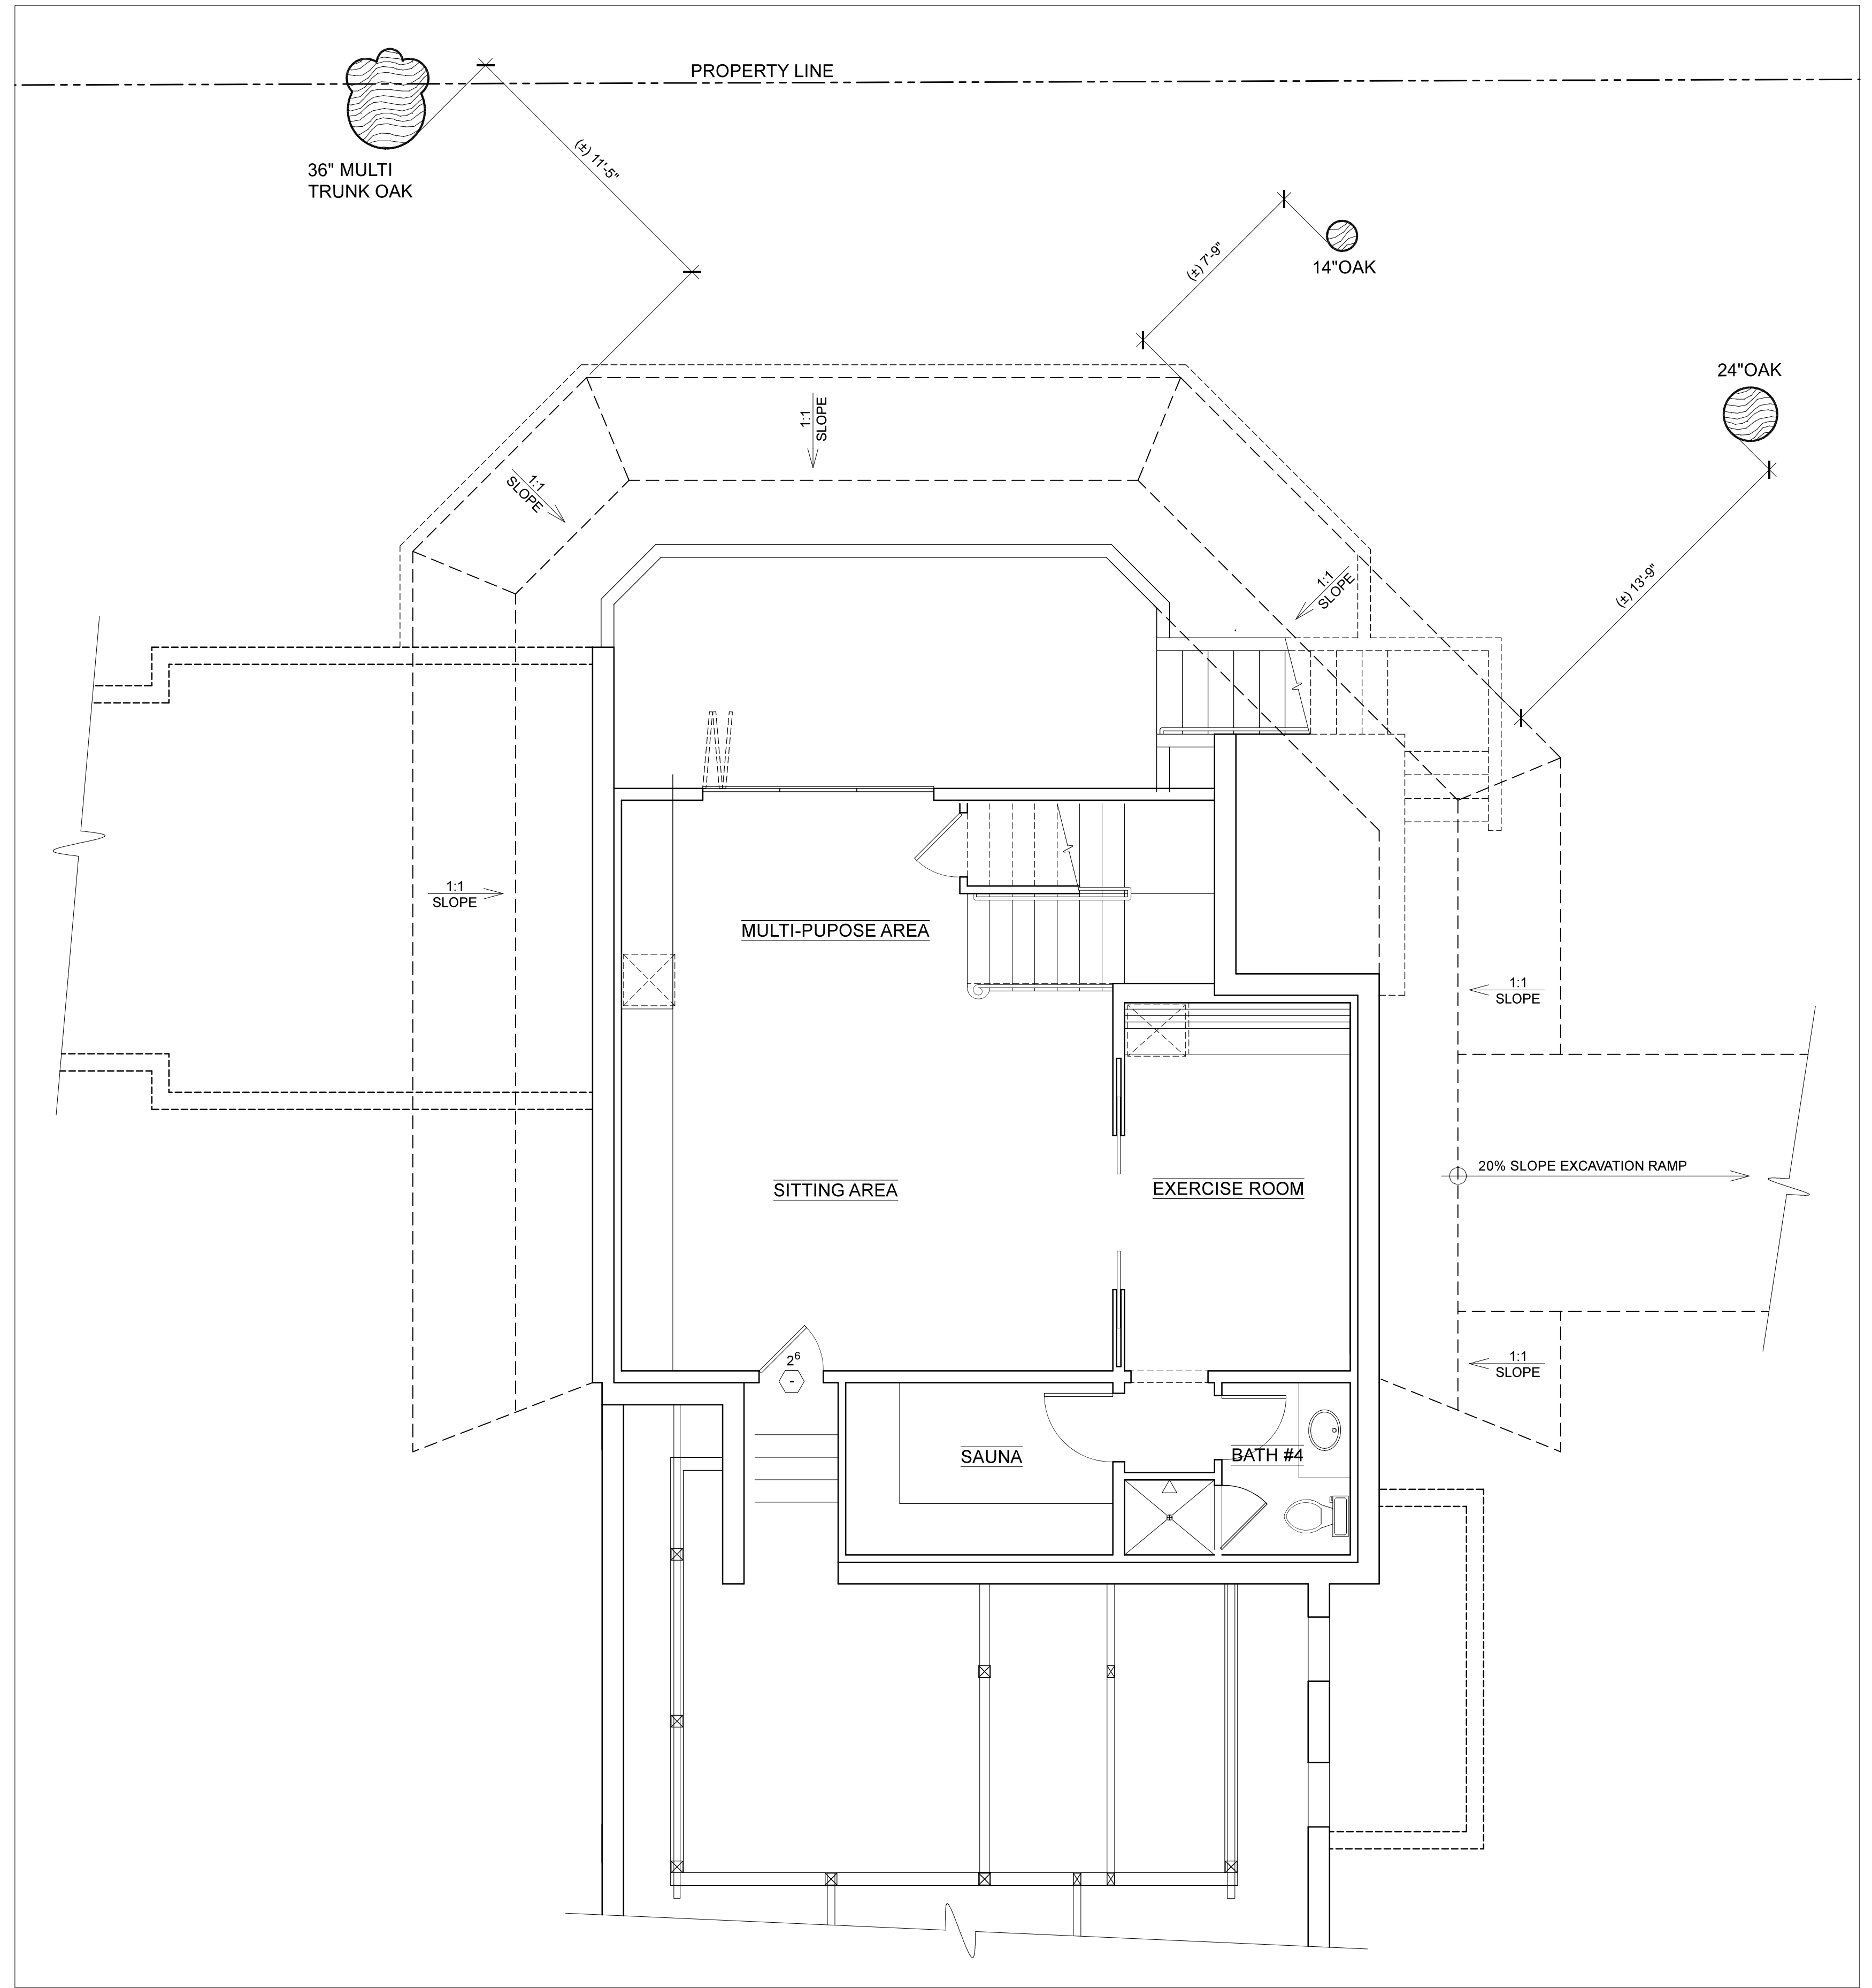 PROPERTY LINE
36" MULTI
TRUNK OAK
(±) 11'-5"
(±) 7'-9"
14"OAK
24"OAK
(±) 13'-9"
1:1
SLOPE
1:1
SLOPE
1:1
SLOPE
1:1
SLOPE
MULTI-PUPOSE AREA
1:1
SLOPE
20% SLOPE EXCAVATION RAMP
SITTING AREA
EXERCISE ROOM
1:1
SLOPE
2⁶
-
SAUNA
BATH #4